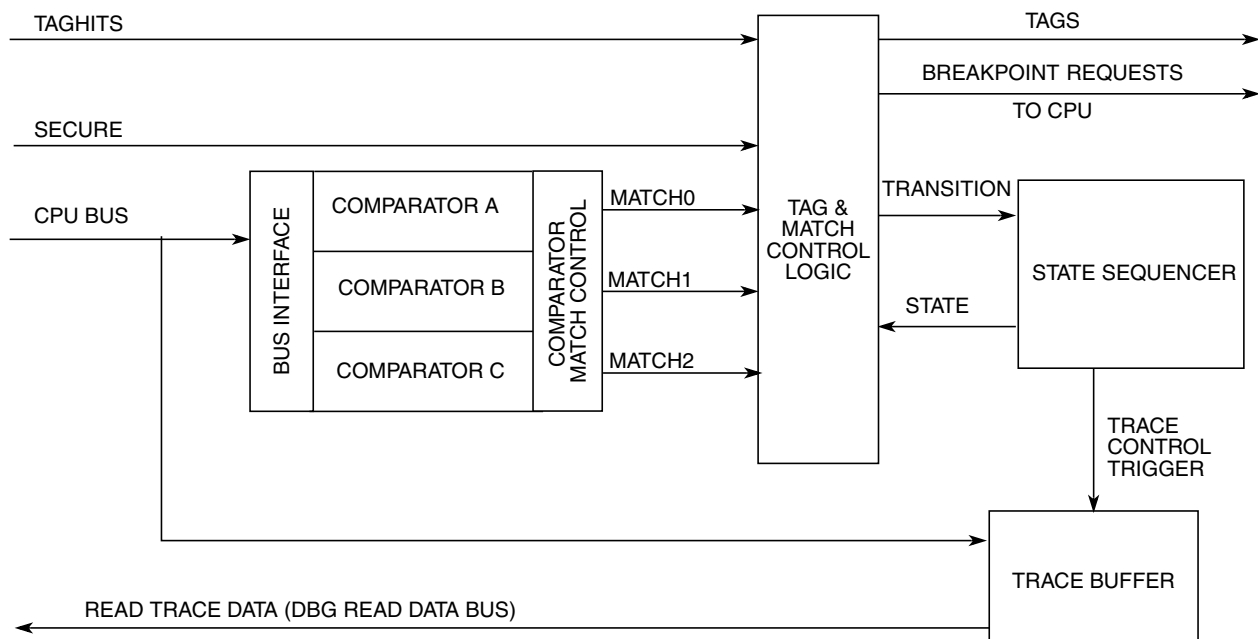 TAGHITS
TAGS
BREAKPOINT REQUESTS
TO CPU
SECURE
CPU BUS
BUS INTERFACE
COMPARATOR A
COMPARATOR B
COMPARATOR C
COMPARATOR
MATCH CONTROL
MATCH0
MATCH1
MATCH2
TAG &
MATCH
CONTROL
LOGIC
TRANSITION
STATE
STATE SEQUENCER
TRACE
CONTROL
TRIGGER
TRACE BUFFER
READ TRACE DATA (DBG READ DATA BUS)